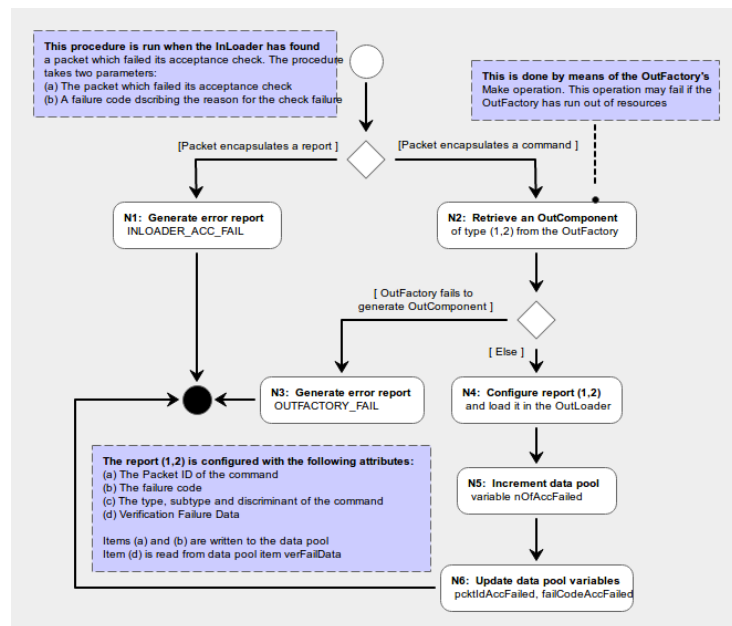 This procedure is run when the InLoader has found
a packet which failed its acceptance check. The procedure
takes two parameters:
(a) The packet which failed its acceptance check
(b) A failure code dscribing the reason for the check failure
This is done by means of the OutFactory's
Make operation. This operation may fail if the
OutFactory has run out of resources
[Packet encapsulates a report ]
[Packet encapsulates a command ]
N1: Generate error report
INLOADER_ACC_FAIL
N2: Retrieve an OutComponent
of type (1,2) from the OutFactory
[ OutFactory fails to
generate OutComponent ]
[ Else ]
N3: Generate error report
OUTFACTORY_FAIL
N4: Configure report (1,2)
and load it in the OutLoader
The report (1,2) is configured with the following attributes:
(a) The Packet ID of the command
(b) The failure code
(c) The type, subtype and discriminant of the command
(d) Verification Failure Data
Items (a) and (b) are written to the data pool
Item (d) is read from data pool item verFailData
N5: Increment data pool
variable nOfAccFailed
N6: Update data pool variables
pcktIdAccFailed, failCodeAccFailed